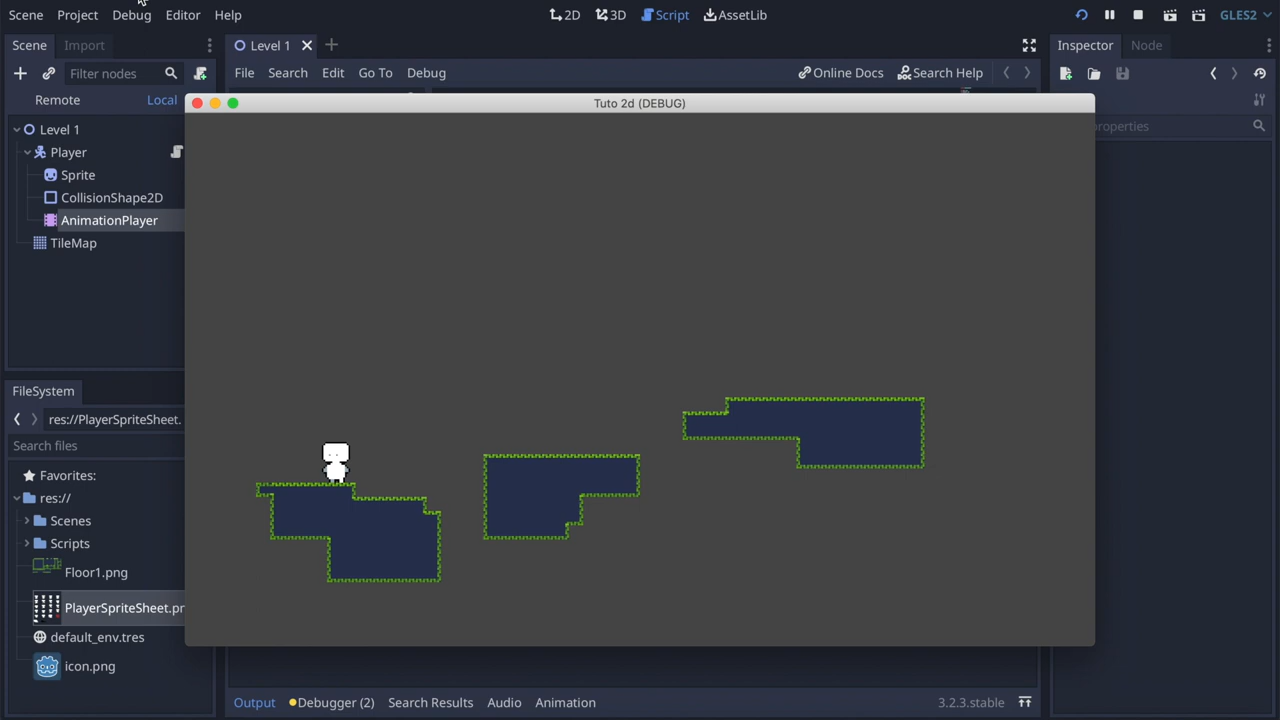 Scene Project Debug Editor Help 2D 3D Script AssetLib GLES2
Scene Import Level 1 Inspector Node
Filter nodes File Search Edit Go To Debug Online Docs Search Help
Remote Local
Tuto 2d (DEBUG)
properties
Level 1
Player
Sprite
CollisionShape2D
AnimationPlayer
TileMap
FileSystem
res://PlayerSpriteSheet.
Search files
Favorites:
res://
Scenes
Scripts
Floor1.png
PlayerSpriteSheet.pr
default_env.tres
icon.png
Output Debugger (2) Search Results Audio Animation 3.2.3.stable